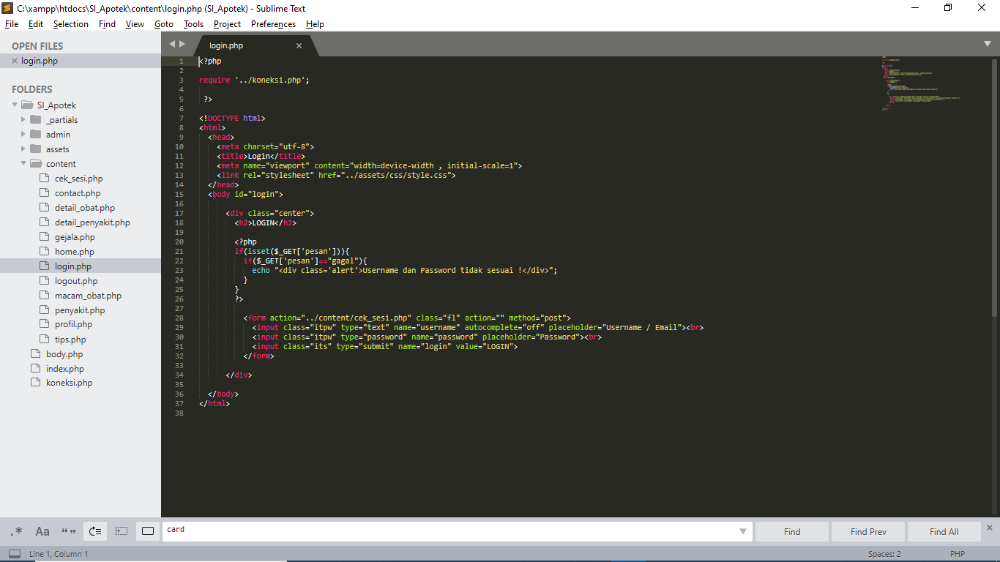 C:\xampp\htdocs\SI_Apotek\content\login.php (SI_Apotek) - Sublime Text
File Edit Selection Find View Goto Tools Project Preferences Help
OPEN FILES
login.php
FOLDERS
SI_Apotek
_partials
admin
assets
content
cek_sesi.php
contact.php
detail_obat.php
detail_penyakit.php
gejala.php
home.php
login.php
logout.php
macam_obat.php
penyakit.php
profil.php
tips.php
body.php
index.php
koneksi.php
login.php
1 <?php
2
3 require '../koneksi.php';
4
5 ?>
6
7 <!DOCTYPE html>
8 <html>
9 <head>
10 <meta charset="utf-8">
11 <title>Login</title>
12 <meta name="viewport" content="width=device-width , initial-scale=1">
13 <link rel="stylesheet" href="../assets/css/style.css">
14 </head>
15 <body id="login">
16
17 <div class="center">
18 <h2>LOGIN</h2>
19
20 <?php
21 if(isset($_GET['pesan'])){
22 if($_GET['pesan']=="gagal"){
23 echo "<div class='alert'>Username dan Password tidak sesuai !</div>";
24 }
25 }
26 ?>
27
28 <form action="../content/cek_sesi.php" class="fl" action="" method="post">
29 <input class="itpw" type="text" name="username" autocomplete="off" placeholder="Username / Email"><br>
30 <input class="itpw" type="password" name="password" placeholder="Password"><br>
31 <input class="its" type="submit" name="login" value="LOGIN">
32 </form>
33
34 </div>
35
36 </body>
37 </html>
38
.* Aa “” card Find Find Prev Find All
Line 1, Column 1 Spaces: 2 PHP